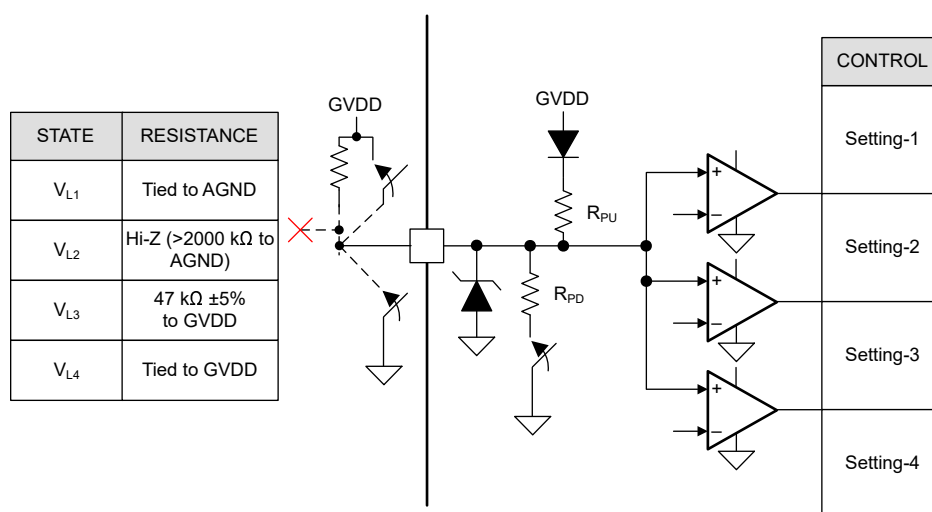 STATE RESISTANCE
V_L1 Tied to AGND
V_L2 Hi-Z (>2000 kΩ to
AGND)
V_L3 47 kΩ ±5%
to GVDD
V_L4 Tied to GVDD
GVDD
GVDD
R_PU
R_PD
+
−
+
−
+
−
CONTROL
Setting-1
Setting-2
Setting-3
Setting-4